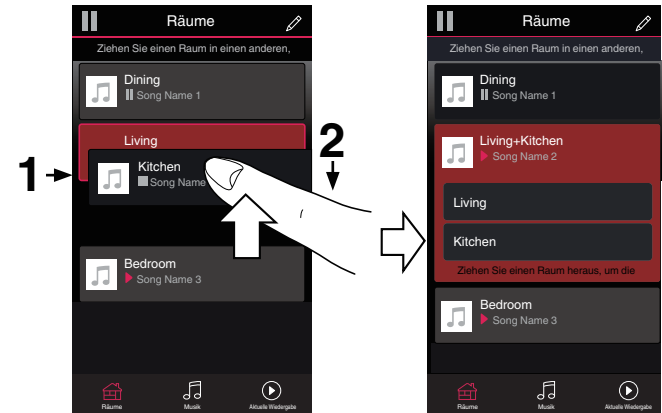 Räume
Ziehen Sie einen Raum in einen anderen,
Dining
Song Name 1
Living
Kitchen
Song Name
Bedroom
Song Name 3
Räume
Musik
Aktuelle Wiedergabe
1
2
Räume
Ziehen Sie einen Raum in einen anderen,
Dining
Song Name 1
Living+Kitchen
Song Name 2
Living
Kitchen
Ziehen Sie einen Raum heraus, um die
Bedroom
Song Name 3
Räume
Musik
Aktuelle Wiedergabe